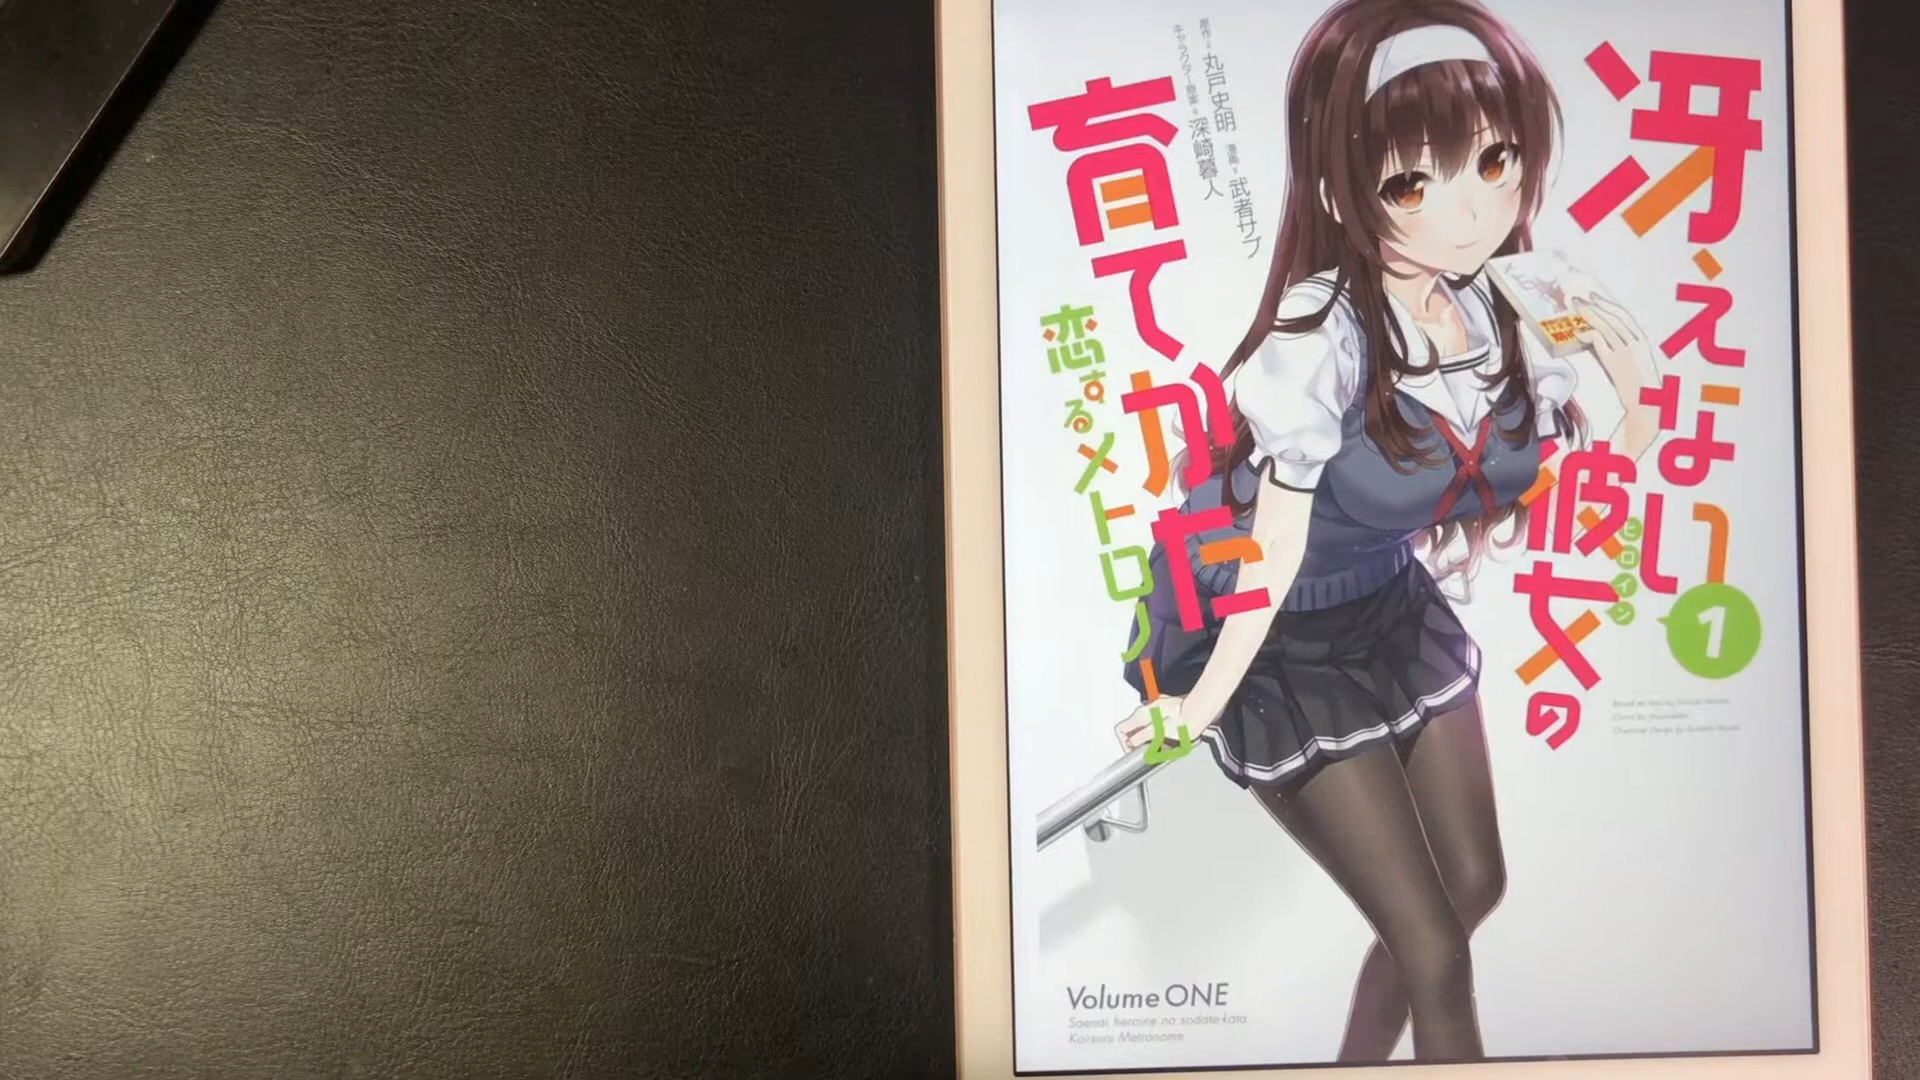 冴えない
彼女の
ヒロイン
育てかた
恋するメトロノーム
1
原作=丸戸史明 漫画=武者サブ
キャラクター原案=深崎暮人
Volume ONE
Saenai heroine no sodate-kata
Koisuru Metronome